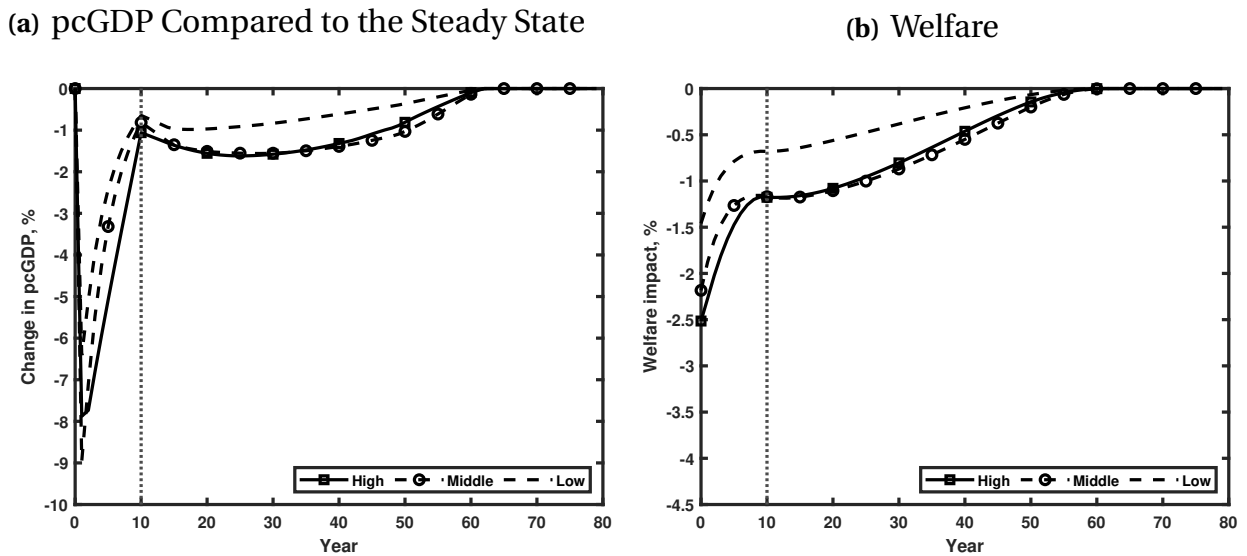 (a) pcGDP Compared to the Steady State
0
-1
-2
-3
-4
-5
-6
-7
-8
-9
-10
Change in pcGDP, %
0 10 20 30 40 50 60 70 80
Year
High Middle Low
(b) Welfare
0
-0.5
-1
-1.5
-2
-2.5
-3
-3.5
-4
-4.5
Welfare impact, %
0 10 20 30 40 50 60 70 80
Year
High Middle Low